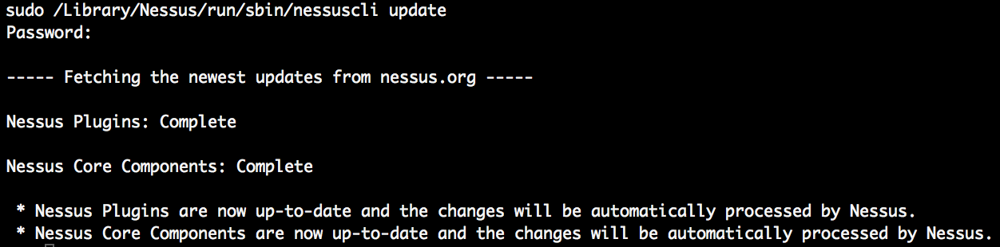 sudo /Library/Nessus/run/sbin/nessuscli update
Password:
----- Fetching the newest updates from nessus.org -----
Nessus Plugins: Complete
Nessus Core Components: Complete
* Nessus Plugins are now up-to-date and the changes will be automatically processed by Nessus.
* Nessus Core Components are now up-to-date and the changes will be automatically processed by Nessus.